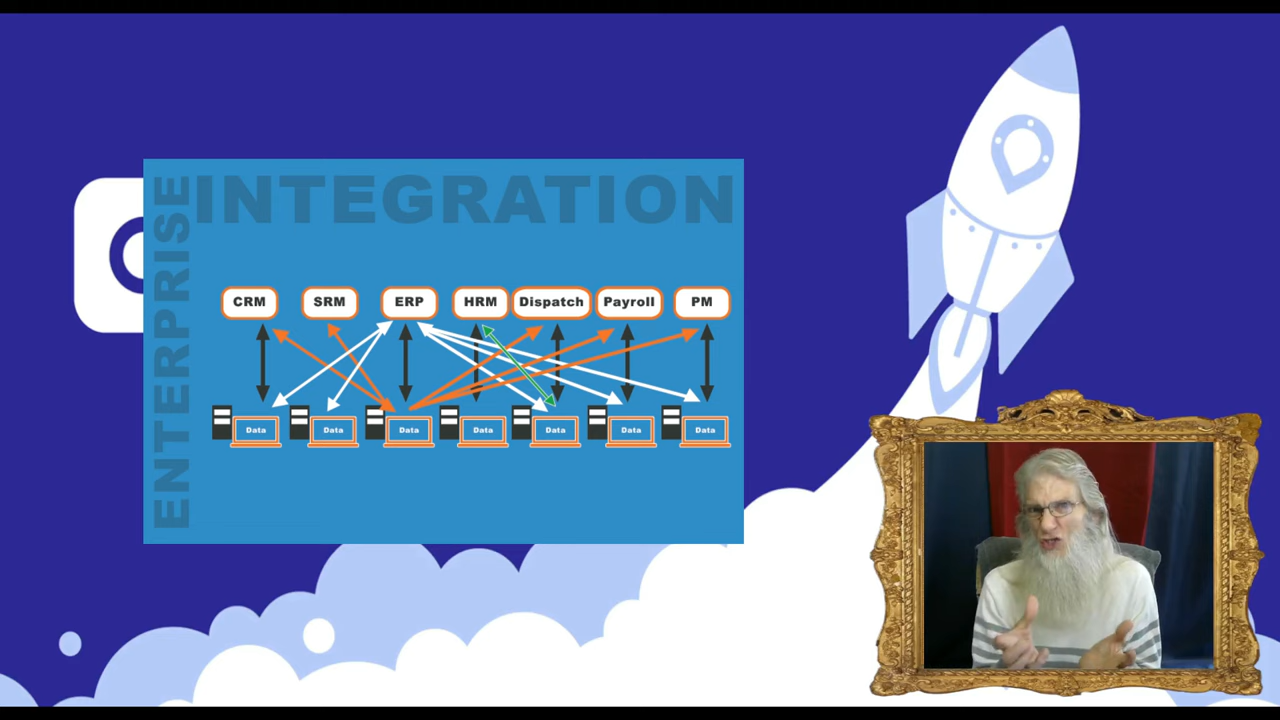 INTEGRATION
ENTERPRISE
CRM SRM ERP HRM Dispatch Payroll PM
Data Data Data Data Data Data Data